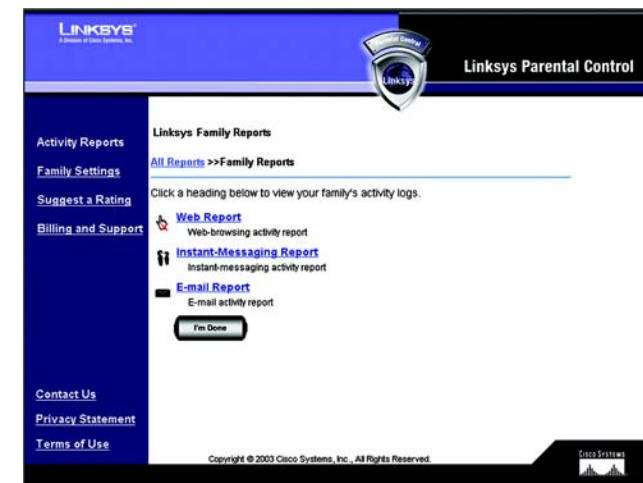 LINKSYS®
A Division of Cisco Systems, Inc.
Parental Control
Linksys
Linksys Parental Control
Activity Reports
Family Settings
Suggest a Rating
Billing and Support
Linksys Family Reports
All Reports >>Family Reports
Click a heading below to view your family's activity logs.
Web Report
Web-browsing activity report
Instant-Messaging Report
Instant-messaging activity report
E-mail Report
E-mail activity report
I'm Done
Contact Us
Privacy Statement
Terms of Use
Copyright © 2003 Cisco Systems, Inc., All Rights Reserved.
CISCO SYSTEMS